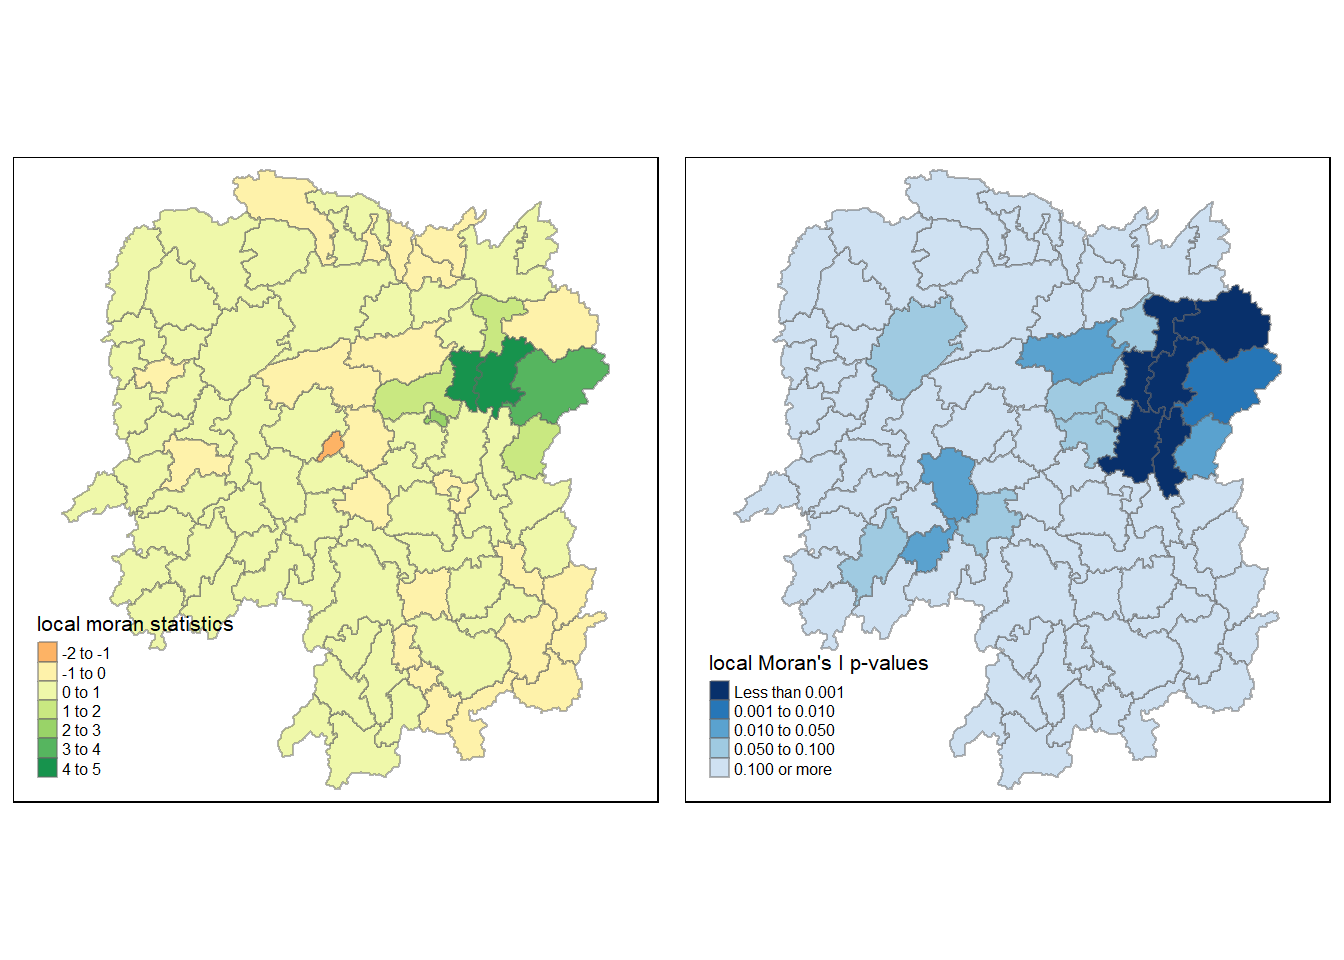 local moran statistics
-2 to -1
-1 to 0
0 to 1
1 to 2
2 to 3
3 to 4
4 to 5
local Moran's I p-values
Less than 0.001
0.001 to 0.010
0.010 to 0.050
0.050 to 0.100
0.100 or more